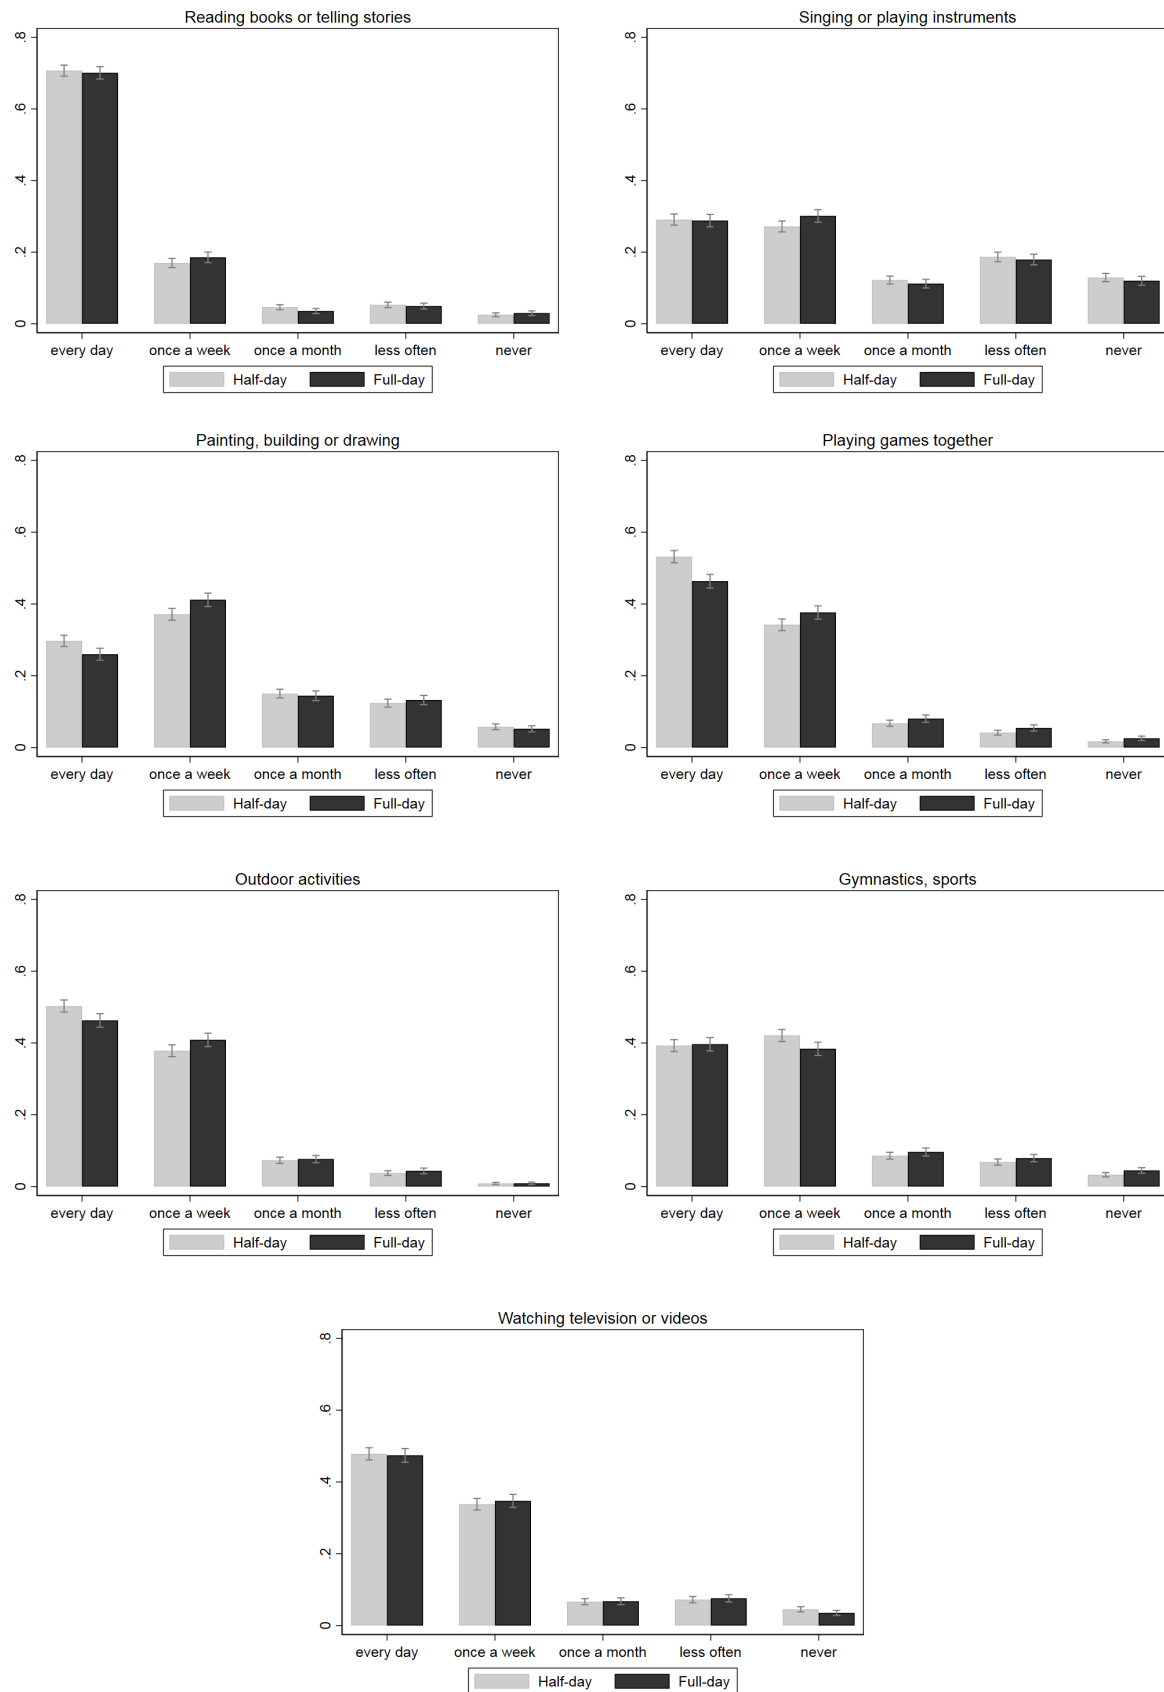 Reading books or telling stories
.8
.6
.4
.2
0
every day once a week once a month less often never
Half-day Full-day
Singing or playing instruments
.8
.6
.4
.2
0
every day once a week once a month less often never
Half-day Full-day
Painting, building or drawing
.8
.6
.4
.2
0
every day once a week once a month less often never
Half-day Full-day
Playing games together
.8
.6
.4
.2
0
every day once a week once a month less often never
Half-day Full-day
Outdoor activities
.8
.6
.4
.2
0
every day once a week once a month less often never
Half-day Full-day
Gymnastics, sports
.8
.6
.4
.2
0
every day once a week once a month less often never
Half-day Full-day
Watching television or videos
.8
.6
.4
.2
0
every day once a week once a month less often never
Half-day Full-day